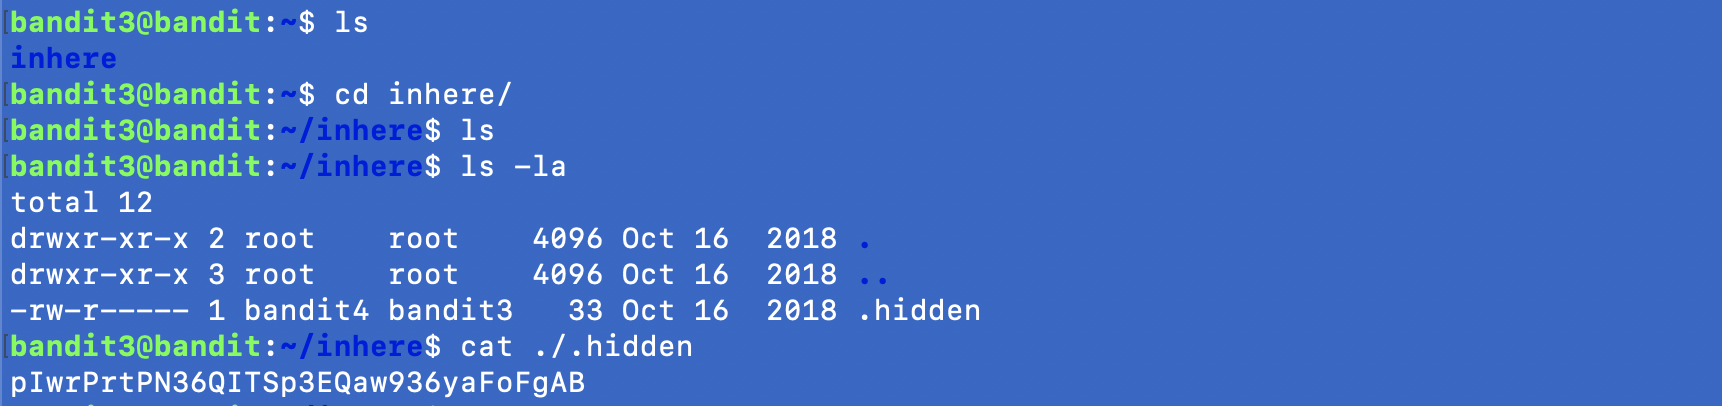 bandit3@bandit:~$ ls
inhere
bandit3@bandit:~$ cd inhere/
bandit3@bandit:~/inhere$ ls
bandit3@bandit:~/inhere$ ls -la
total 12
drwxr-xr-x 2 root    root    4096 Oct 16  2018 .
drwxr-xr-x 3 root    root    4096 Oct 16  2018 ..
-rw-r----- 1 bandit4 bandit3   33 Oct 16  2018 .hidden
bandit3@bandit:~/inhere$ cat ./.hidden
pIwrPrtPN36QITSp3EQaw936yaFoFgAB